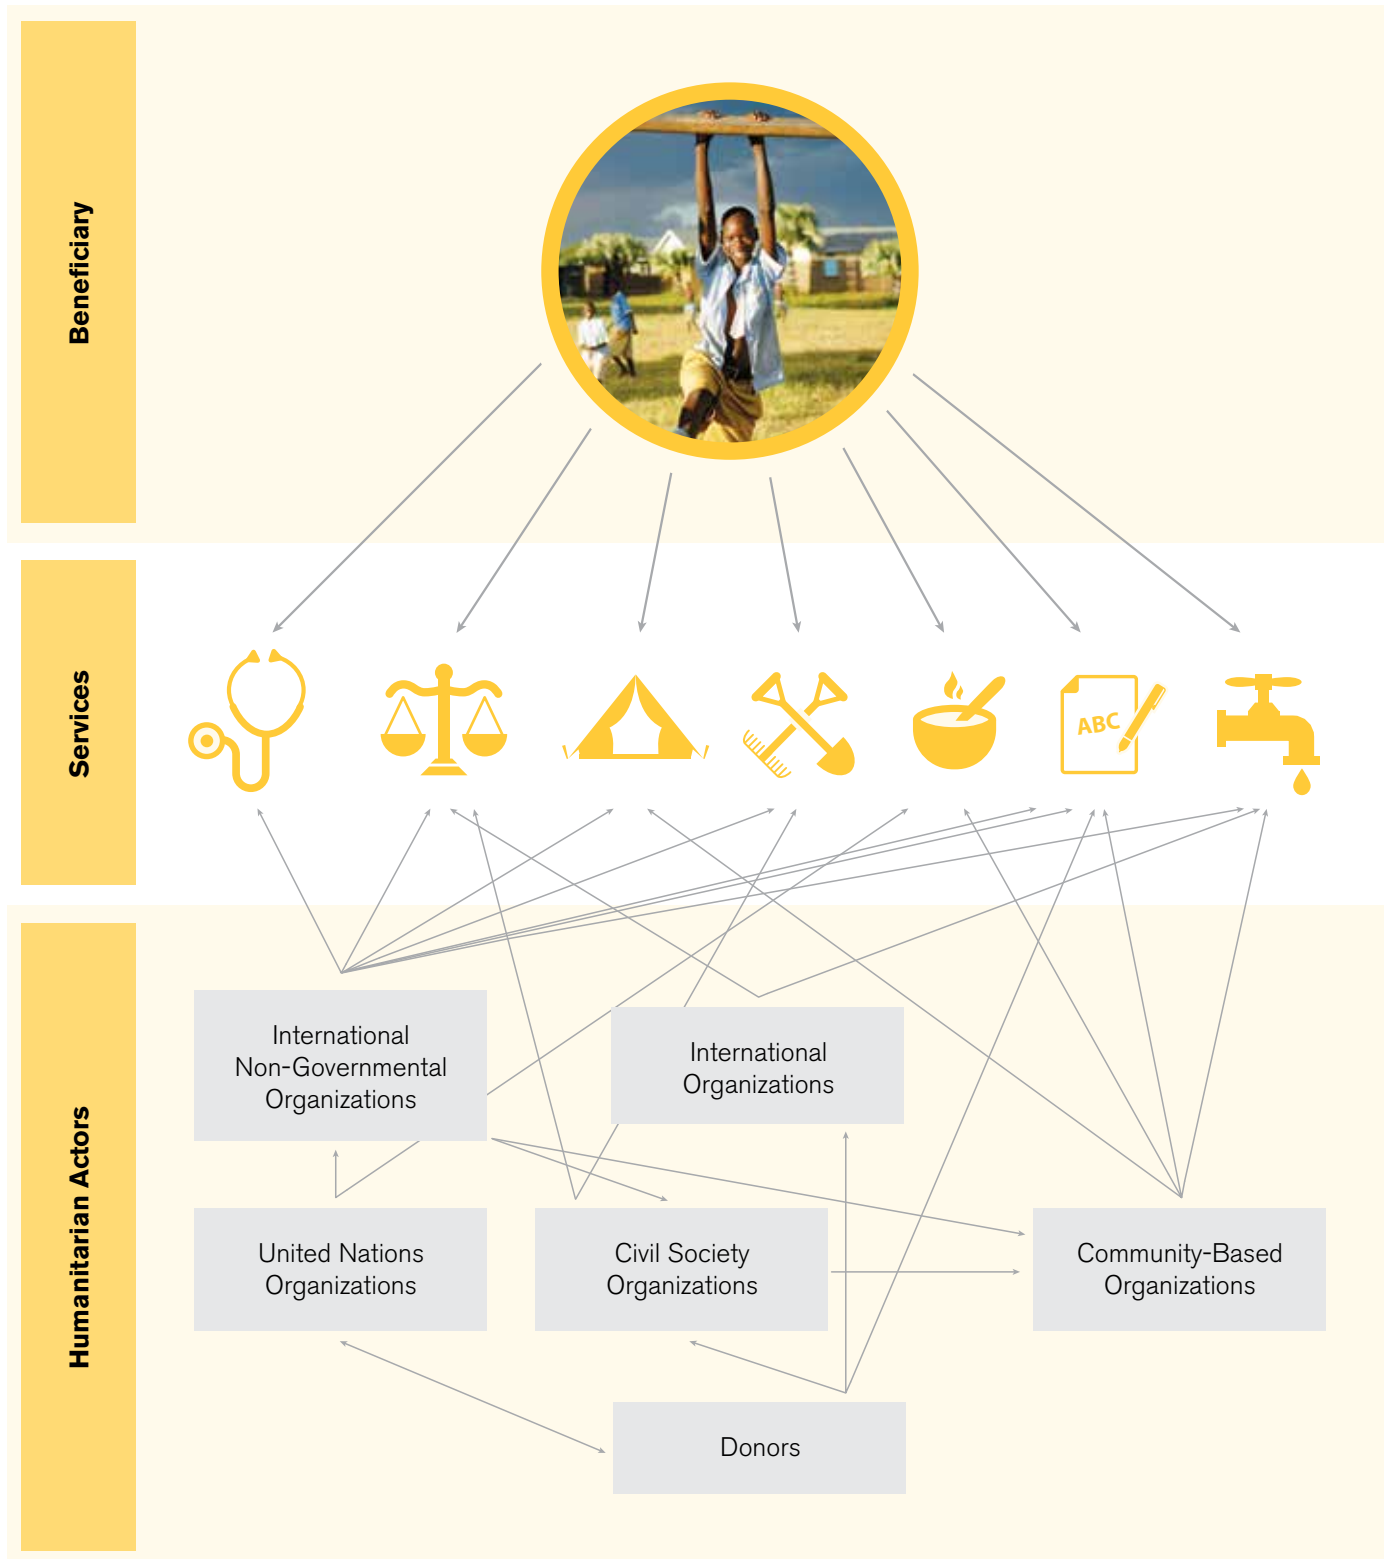 Beneficiary
Services
ABC
Humanitarian Actors
International
Non-Governmental
Organizations
International
Organizations
United Nations
Organizations
Civil Society
Organizations
Community-Based
Organizations
Donors